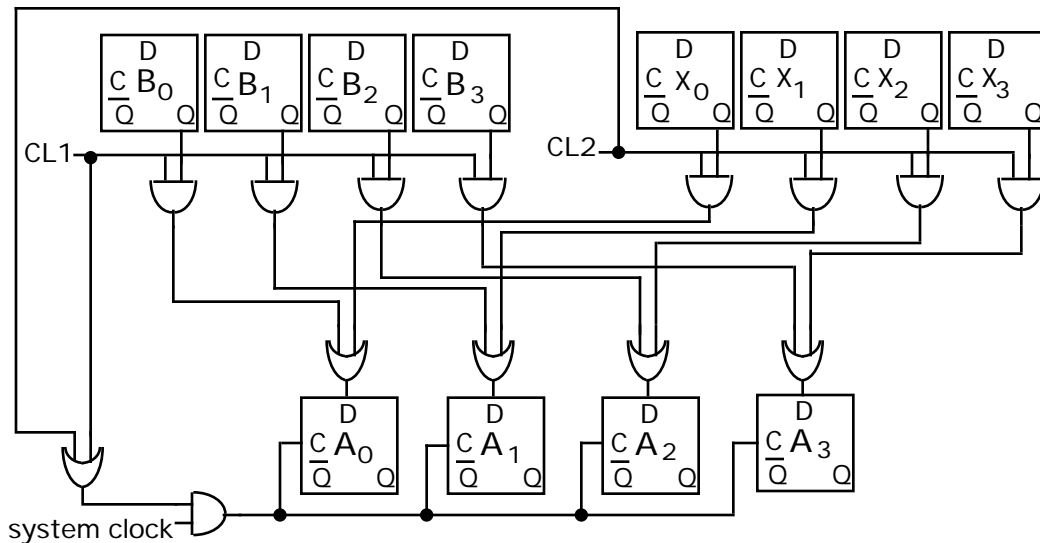 D D D D D D D D
C B0 C B1 C B2 C B3 C X0 C X1 C X2 C X3
Q Q Q Q Q Q Q Q Q Q Q Q Q Q Q Q
CL1 CL2
D D D D
C A0 C A1 C A2 C A3
Q Q Q Q Q Q Q Q
system clock